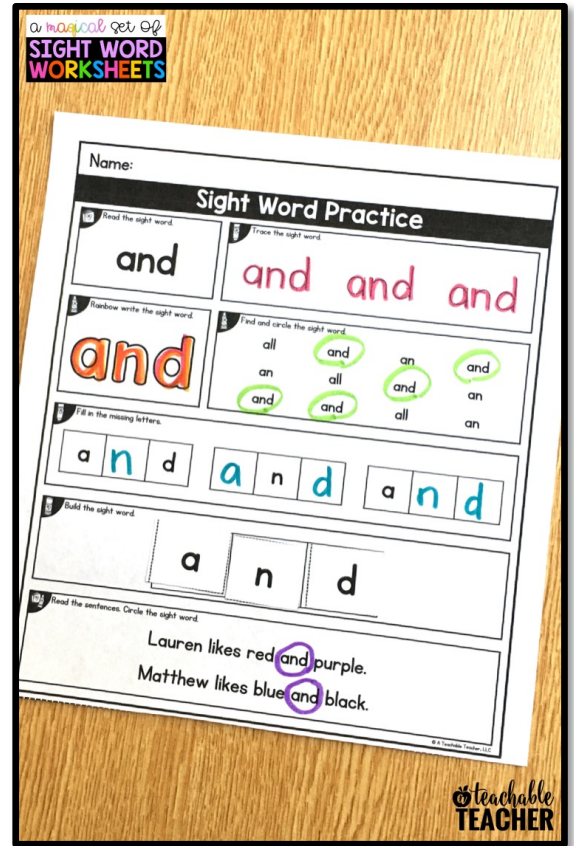 a magical set of
SIGHT WORD
WORKSHEETS
Name:
Sight Word Practice
Read the sight word.
and
Trace the sight word.
and and and
Rainbow write the sight word.
and
Find and circle the sight word.
all and an and
an all and an
and and all an
Fill in the missing letters.
a n d a n d a n d
Build the sight word.
a n d
Read the sentences. Circle the sight word.
Lauren likes red and purple.
Matthew likes blue and black.
© A Teachable Teacher, LLC
a teachable
TEACHER